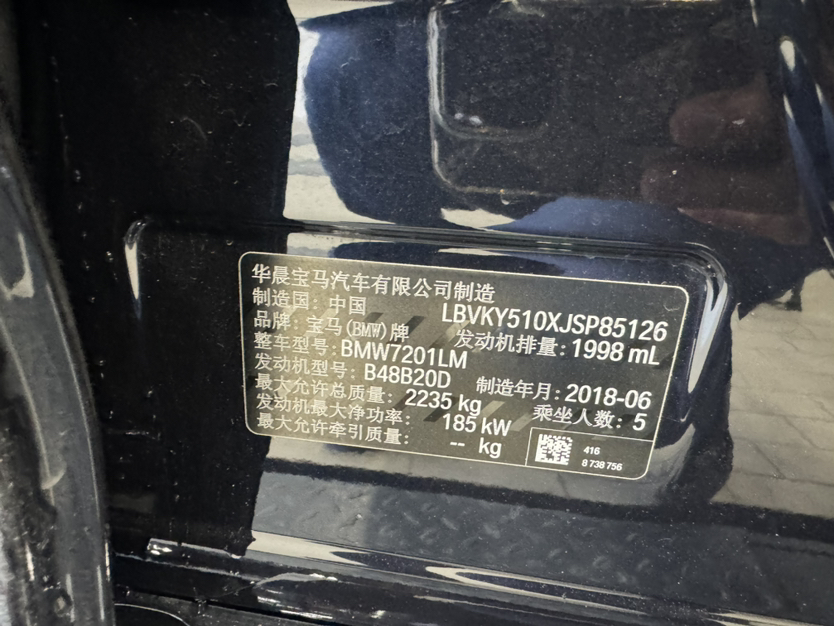 华晨宝马汽车有限公司制造
制造国：中国 LBVKY510XJSP85126
品牌：宝马(BMW)牌 发动机排量：1998 mL
整车型号：BMW7201LM
发动机型号：B48B20D 制造年月：2018-06
最大允许总质量：2235 kg 乘坐人数：5
发动机最大净功率：185 kW
最大允许牵引质量：-- kg
416
8 738 756